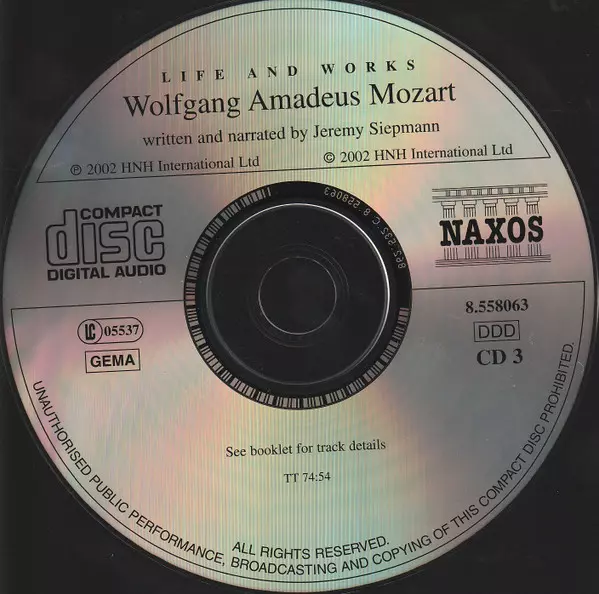 LIFE AND WORKS
Wolfgang Amadeus Mozart
written and narrated by Jeremy Siepmann
℗ 2002 HNH International Ltd
© 2002 HNH International Ltd
COMPACT
disc
DIGITAL AUDIO
NAXOS
LC 05537
GEMA
8.558063
DDD
CD 3
See booklet for track details
TT 74:54
ALL RIGHTS RESERVED.
UNAUTHORISED PUBLIC PERFORMANCE, BROADCASTING AND COPYING OF THIS COMPACT DISC PROHIBITED.